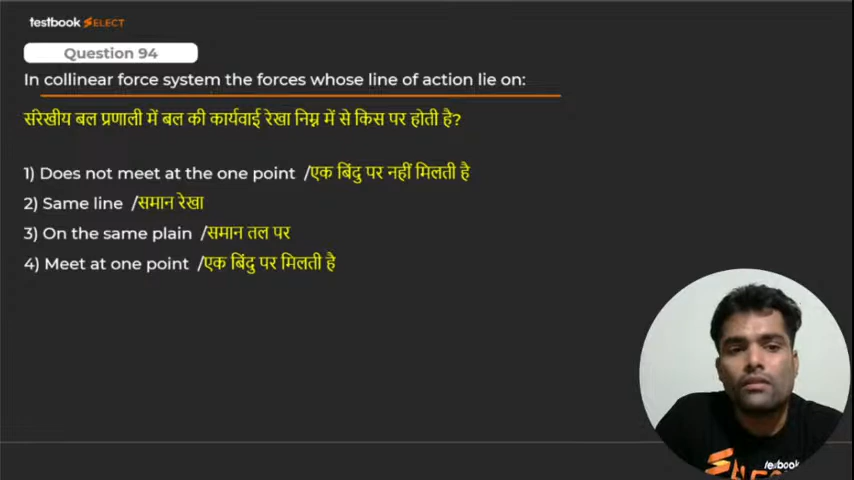 testbook SELECT
Question 94
In collinear force system the forces whose line of action lie on:
संरेखीय बल प्रणाली में बल की कार्यवाई रेखा निम्न में से किस पर होती है?
1) Does not meet at the one point /एक बिंदु पर नहीं मिलती है
2) Same line /समान रेखा
3) On the same plain /समान तल पर
4) Meet at one point /एक बिंदु पर मिलती है
testbook